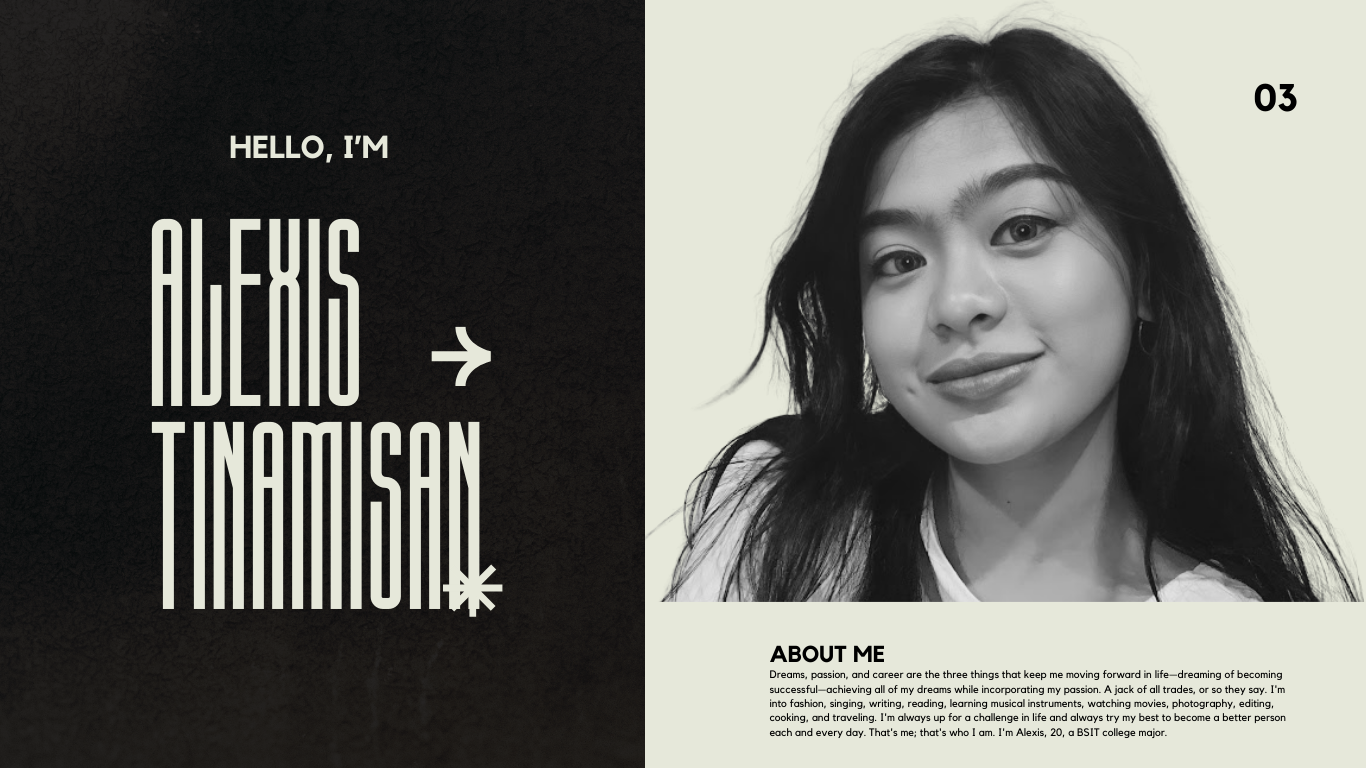 HELLO, I'M
ALEXIS
TINAMISAN
03
ABOUT ME
Dreams, passion, and career are the three things that keep me moving forward in life—dreaming of becoming
successful—achieving all of my dreams while incorporating my passion. A jack of all trades, or so they say. I'm
into fashion, singing, writing, reading, learning musical instruments, watching movies, photography, editing,
cooking, and traveling. I'm always up for a challenge in life and always try my best to become a better person
each and every day. That's me; that's who I am. I'm Alexis, 20, a BSIT college major.